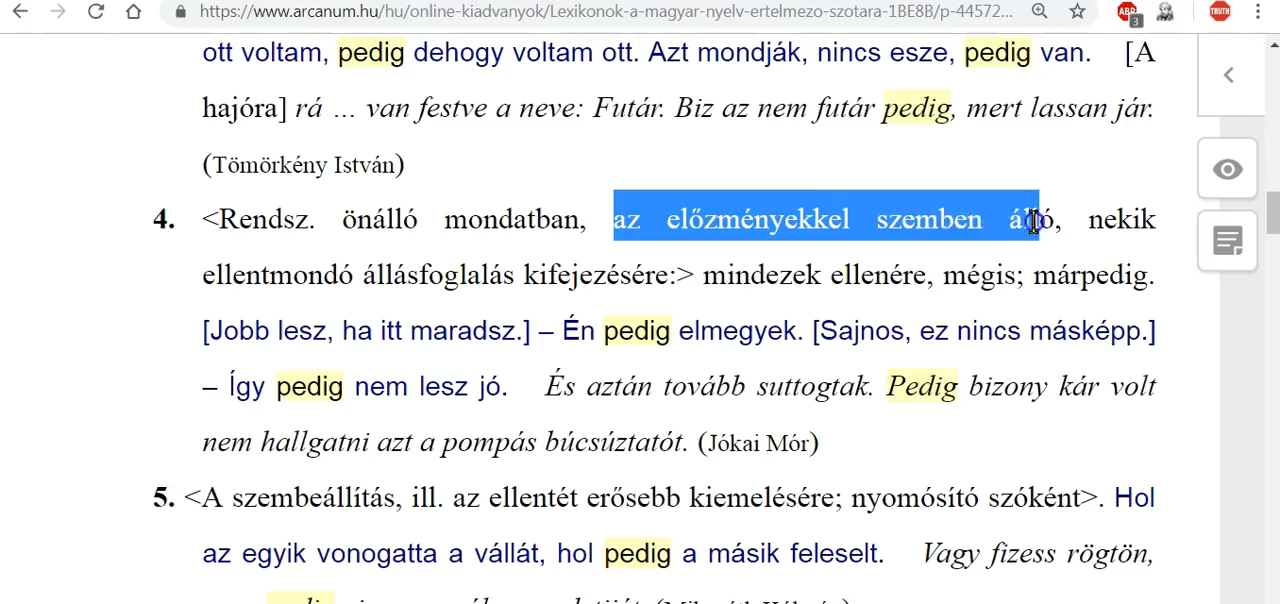 https://www.arcanum.hu/hu/online-kiadvanyok/Lexikonok-a-magyar-nyelv-ertelmezo-szotara-1BE8B/p-44572...
ABP
3
TRUTH
ott voltam, pedig dehogy voltam ott. Azt mondják, nincs esze, pedig van. [A
hajóra] rá … van festve a neve: Futár. Biz az nem futár pedig, mert lassan jár.
(Tömörkény István)
4. <Rendsz. önálló mondatban, az előzményekkel szemben álló, nekik
ellentmondó állásfoglalás kifejezésére:> mindezek ellenére, mégis; márpedig.
[Jobb lesz, ha itt maradsz.] – Én pedig elmegyek. [Sajnos, ez nincs másképp.]
– Így pedig nem lesz jó. És aztán tovább suttogtak. Pedig bizony kár volt
nem hallgatni azt a pompás búcsúztatót. (Jókai Mór)
5. <A szembeállítás, ill. az ellentét erősebb kiemelésére; nyomósító szóként>. Hol
az egyik vonogatta a vállát, hol pedig a másik feleselt. Vagy fizess rögtön,